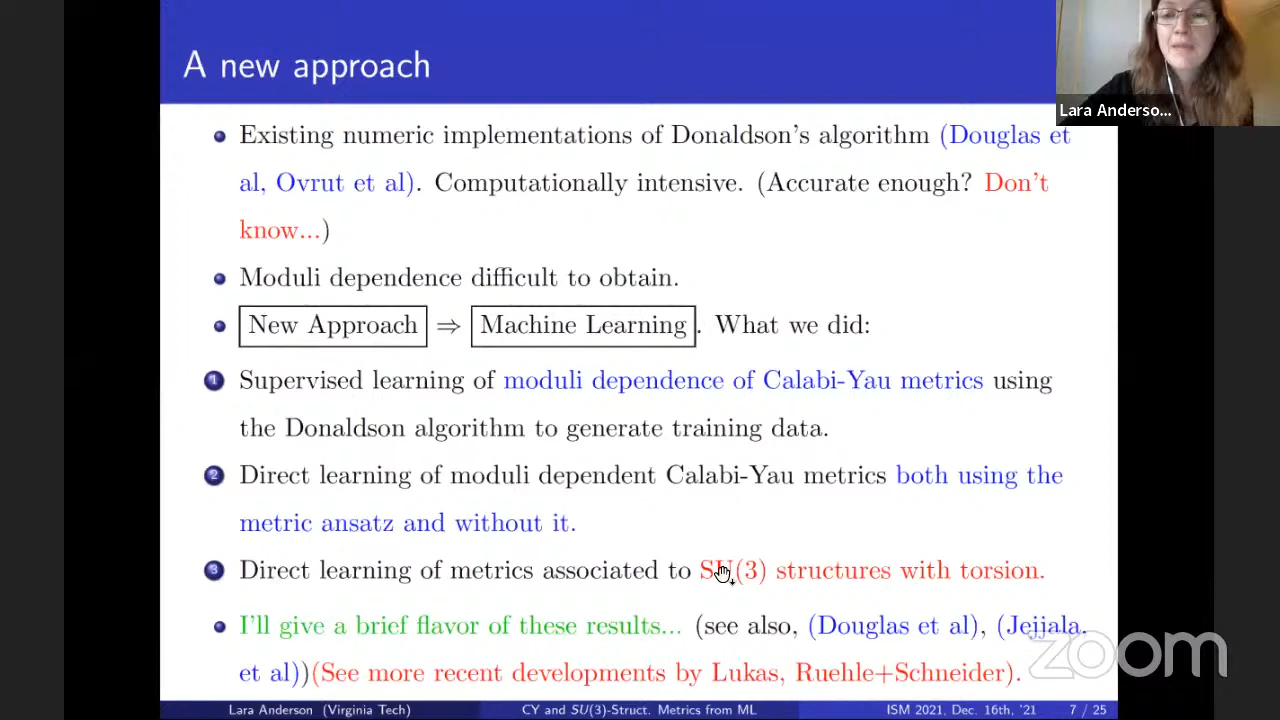 A new approach
Lara Anderso...
Existing numeric implementations of Donaldson's algorithm (Douglas et
al, Ovrut et al). Computationally intensive. (Accurate enough? Don't
know...)
Moduli dependence difficult to obtain.
New Approach ⇒ Machine Learning. What we did:
1 Supervised learning of moduli dependence of Calabi-Yau metrics using
the Donaldson algorithm to generate training data.
2 Direct learning of moduli dependent Calabi-Yau metrics both using the
metric ansatz and without it.
3 Direct learning of metrics associated to SU(3) structures with torsion.
I'll give a brief flavor of these results... (see also, (Douglas et al), (Jejjala.
et al))(See more recent developments by Lukas, Ruehle+Schneider).
zoom
Lara Anderson (Virginia Tech) CY and SU(3)-Struct. Metrics from ML ISM 2021, Dec. 16th, '21 7 / 25